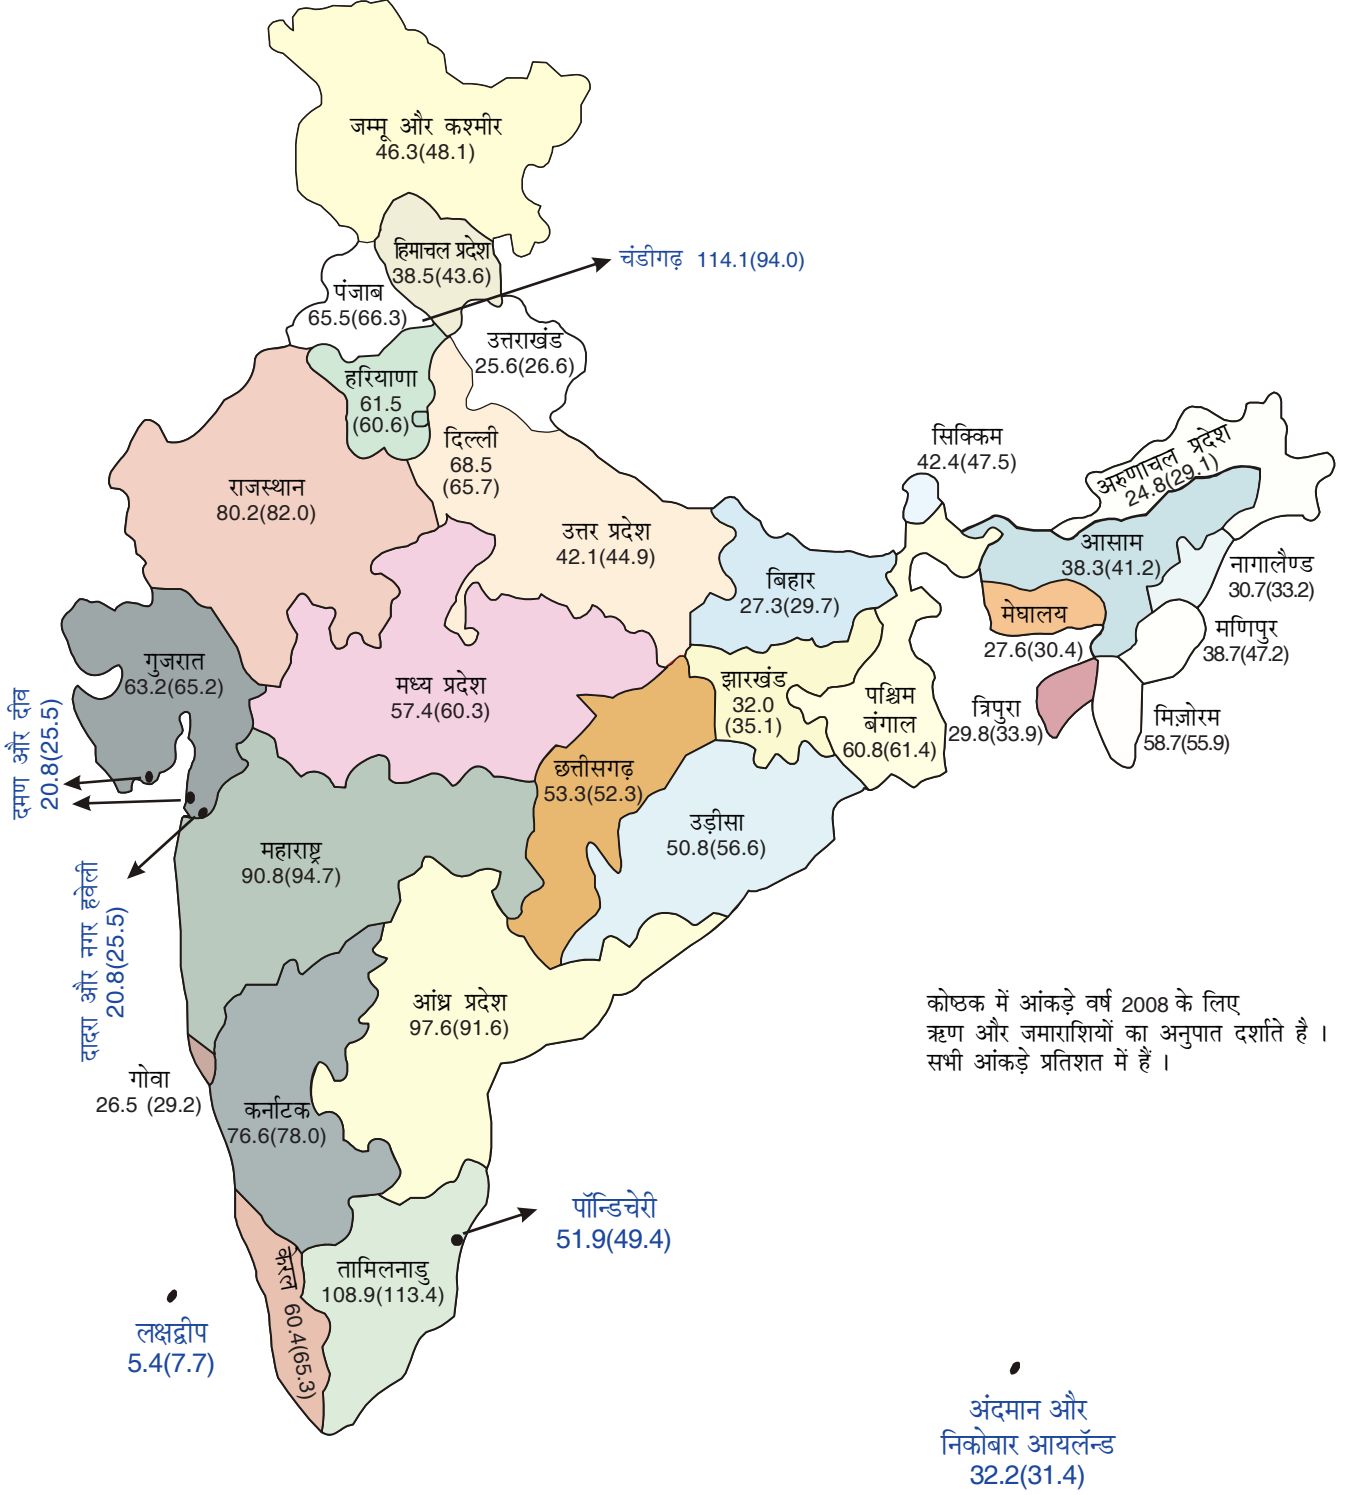 जम्मू और कश्मीर
46.3(48.1)
हिमाचल प्रदेश
38.5(43.6)
चंडीगढ़ 114.1(94.0)
पंजाब
65.5(66.3)
उत्तराखंड
25.6(26.6)
हरियाणा
61.5
(60.6)
दिल्ली
68.5
(65.7)
राजस्थान
80.2(82.0)
उत्तर प्रदेश
42.1(44.9)
सिक्किम
42.4(47.5)
अरुणाचल प्रदेश
24.8(29.1)
आसाम
38.3(41.2)
नागालैण्ड
30.7(33.2)
बिहार
27.3(29.7)
मेघालय
27.6(30.4)
मणिपुर
38.7(47.2)
गुजरात
63.2(65.2)
मध्य प्रदेश
57.4(60.3)
झारखंड
32.0
(35.1)
पश्चिम
बंगाल
60.8(61.4)
त्रिपुरा
29.8(33.9)
मिज़ोरम
58.7(55.9)
दमण और दीव
20.8(25.5)
छत्तीसगढ़
53.3(52.3)
उड़ीसा
50.8(56.6)
महाराष्ट्र
90.8(94.7)
दादरा और नगर हवेली
20.8(25.5)
आंध्र प्रदेश
97.6(91.6)
कोष्ठक में आंकड़े वर्ष 2008 के लिए
ऋण और जमाराशियों का अनुपात दर्शाते है ।
सभी आंकड़े प्रतिशत में हैं ।
गोवा
26.5 (29.2)
कर्नाटक
76.6(78.0)
पॉन्डिचेरी
51.9(49.4)
तामिलनाडु
108.9(113.4)
केरल 60.4(65.3)
लक्षद्वीप
5.4(7.7)
अंदमान और
निकोबार आयलॅन्ड
32.2(31.4)